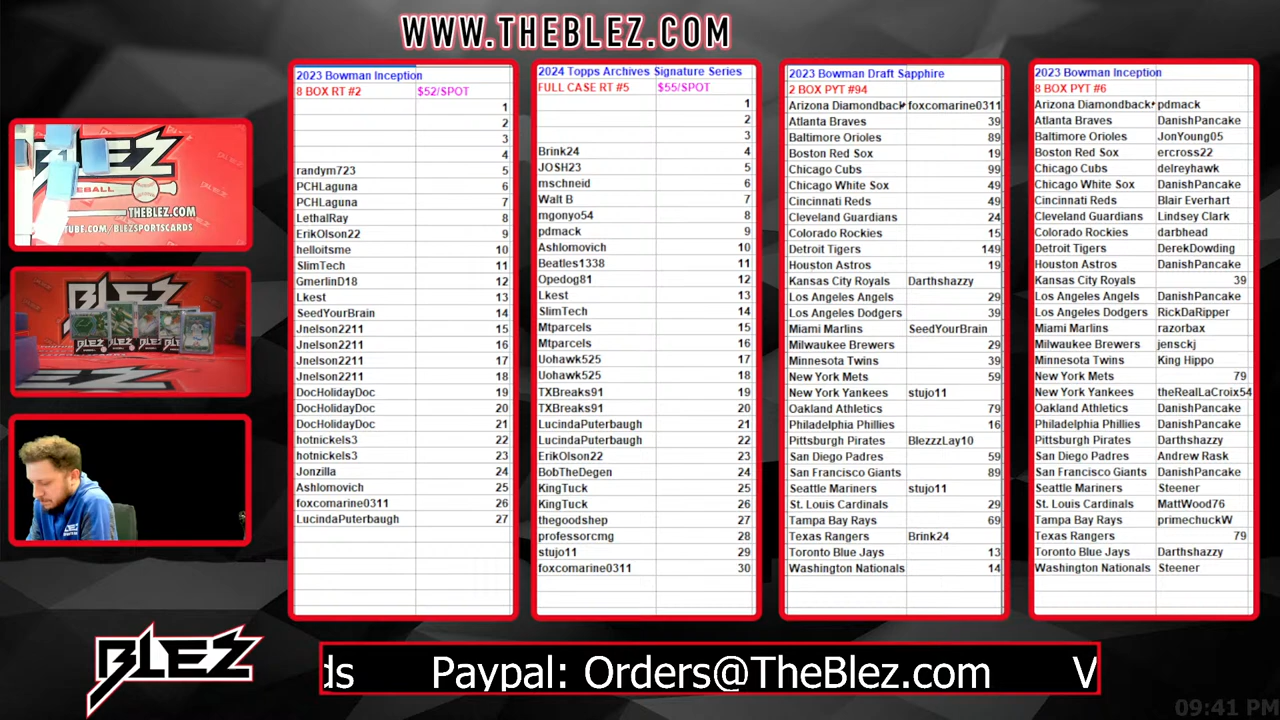 WWW.THEBLEZ.COM
2023 Bowman Inception
8 BOX RT #2 $52/SPOT
1
2
3
4
randym723 5
PCHLaguna 6
PCHLaguna 7
LethalRay 8
ErikOlson22 9
helloitsme 10
SlimTech 11
GmerlinD18 12
Lkest 13
SeedYourBrain 14
Jnelson2211 15
Jnelson2211 16
Jnelson2211 17
Jnelson2211 18
DocHolidayDoc 19
DocHolidayDoc 20
DocHolidayDoc 21
hotnickels3 22
hotnickels3 23
Jonzilla 24
Ashlomovich 25
foxcomarine0311 26
LucindaPuterbaugh 27
2024 Topps Archives Signature Series
FULL CASE RT #5 $55/SPOT
1
2
3
Brink24 4
JOSH23 5
mschneid 6
Walt B 7
mgonyo54 8
pdmack 9
Ashlomovich 10
Beatles1338 11
Opedog81 12
Lkest 13
SlimTech 14
Mtparcels 15
Mtparcels 16
Uohawk525 17
Uohawk525 18
TXBreaks91 19
TXBreaks91 20
LucindaPuterbaugh 21
LucindaPuterbaugh 22
ErikOlson22 23
BobTheDegen 24
KingTuck 25
KingTuck 26
thegoodshep 27
professorcmg 28
stujo11 29
foxcomarine0311 30
2023 Bowman Draft Sapphire
2 BOX PYT #94
Arizona Diamondback foxcomarine0311
Atlanta Braves 39
Baltimore Orioles 89
Boston Red Sox 19
Chicago Cubs 99
Chicago White Sox 49
Cincinnati Reds 49
Cleveland Guardians 24
Colorado Rockies 15
Detroit Tigers 149
Houston Astros 19
Kansas City Royals Darthshazzy
Los Angeles Angels 29
Los Angeles Dodgers 39
Miami Marlins SeedYourBrain
Milwaukee Brewers 29
Minnesota Twins 39
New York Mets 59
New York Yankees stujo11
Oakland Athletics 79
Philadelphia Phillies 16
Pittsburgh Pirates BlezzzLay10
San Diego Padres 59
San Francisco Giants 89
Seattle Mariners stujo11
St. Louis Cardinals 29
Tampa Bay Rays 69
Texas Rangers Brink24
Toronto Blue Jays 13
Washington Nationals 14
2023 Bowman Inception
8 BOX PYT #6
Arizona Diamondback pdmack
Atlanta Braves DanishPancake
Baltimore Orioles JonYoung05
Boston Red Sox ercross22
Chicago Cubs delreyhawk
Chicago White Sox DanishPancake
Cincinnati Reds Blair Everhart
Cleveland Guardians Lindsey Clark
Colorado Rockies darbhead
Detroit Tigers DerekDowding
Houston Astros DanishPancake
Kansas City Royals 39
Los Angeles Angels DanishPancake
Los Angeles Dodgers RickDaRipper
Miami Marlins razorbax
Milwaukee Brewers jensckj
Minnesota Twins King Hippo
New York Mets 79
New York Yankees theRealLaCroix54
Oakland Athletics DanishPancake
Philadelphia Phillies DanishPancake
Pittsburgh Pirates Darthshazzy
San Diego Padres Andrew Rask
San Francisco Giants DanishPancake
Seattle Mariners Steener
St. Louis Cardinals MattWood76
Tampa Bay Rays primechuckW
Texas Rangers 79
Toronto Blue Jays Darthshazzy
Washington Nationals Steener
BLEZ
THEBLEZ.COM
TUBE.COM/BLEZSPORTSCARDS
BLEZ
BLEZ
ds Paypal: Orders@TheBlez.com V
09:41 PM